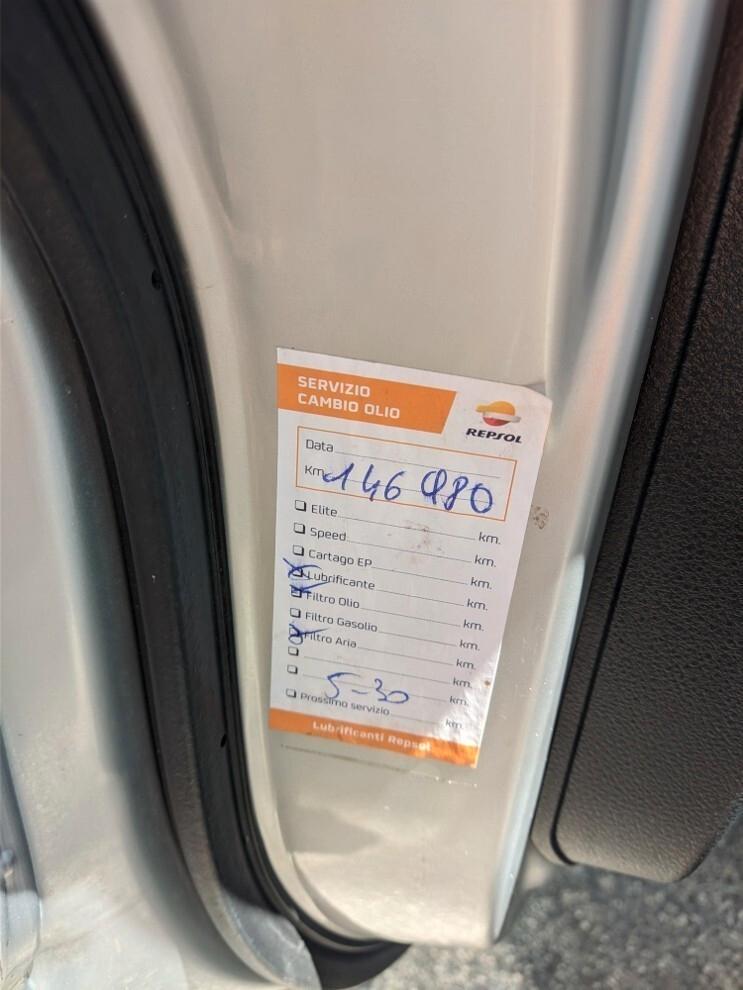 SERVIZIO
CAMBIO OLIO
REPSOL
Data
Km 146 980
Elite km.
Speed km.
Cartago EP km.
Lubrificante km.
Filtro Olio km.
Filtro Gasolio km.
Filtro Aria km.
km.
5-30 km.
Prossimo servizio km.
Lubrificanti Repsol